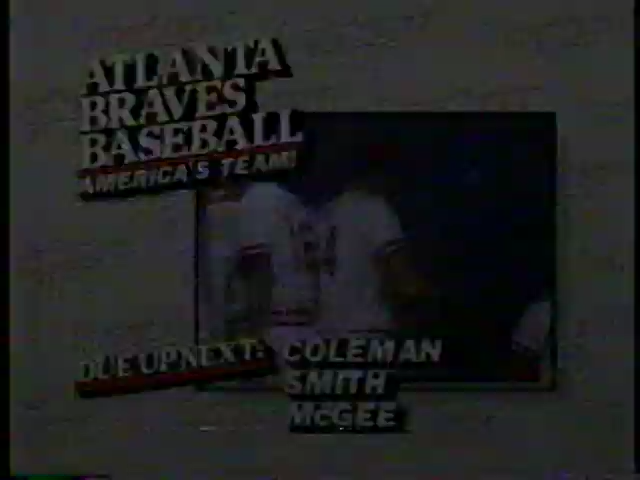 ATLANTA
BRAVES
BASEBALL
AMERICA'S TEAM!
DUE UP NEXT: COLEMAN
SMITH
McGEE